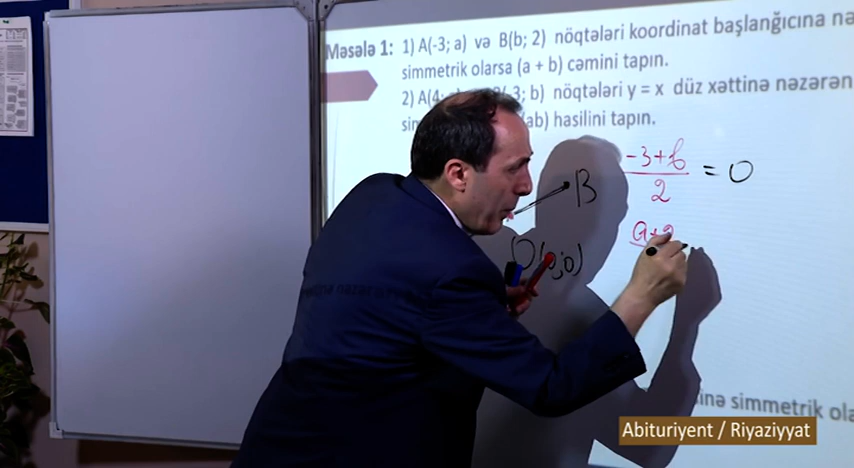 Məsələ 1: 1) A(-3; a) və B(b; 2) nöqtələri koordinat başlanğıcına nə
simmetrik olarsa (a + b) cəmini tapın.
2) A(4; 3; b) nöqtələri y = x düz xəttinə nəzərən
(ab) hasilini tapın.
-3+b
2
= 0
B
a+2
O(0;0)
inə simmetrik ola
Abituriyent / Riyaziyyat